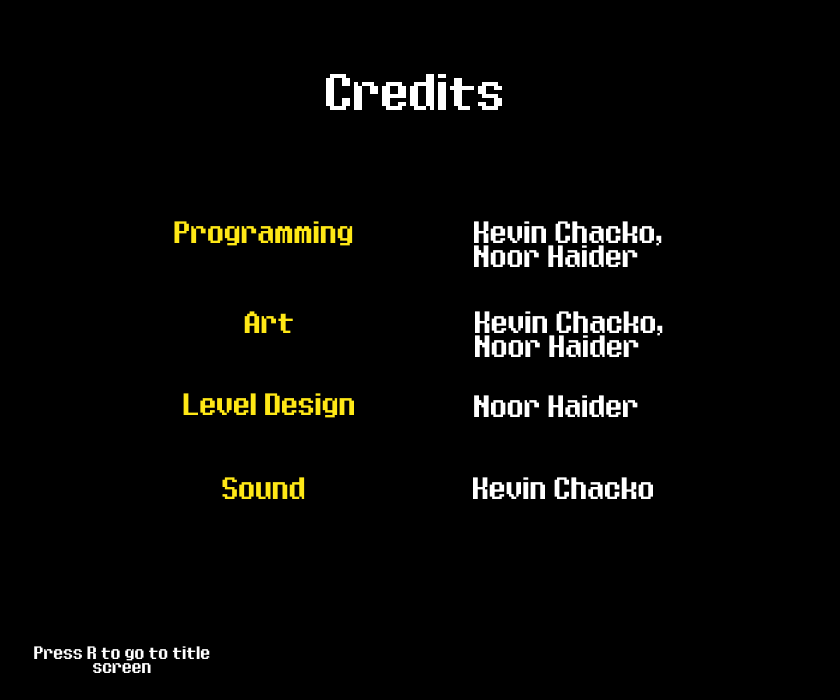 Credits
Programming
Kevin Chacko,
Noor Haider
Art
Kevin Chacko,
Noor Haider
Level Design
Noor Haider
Sound
Kevin Chacko
Press R to go to title
screen